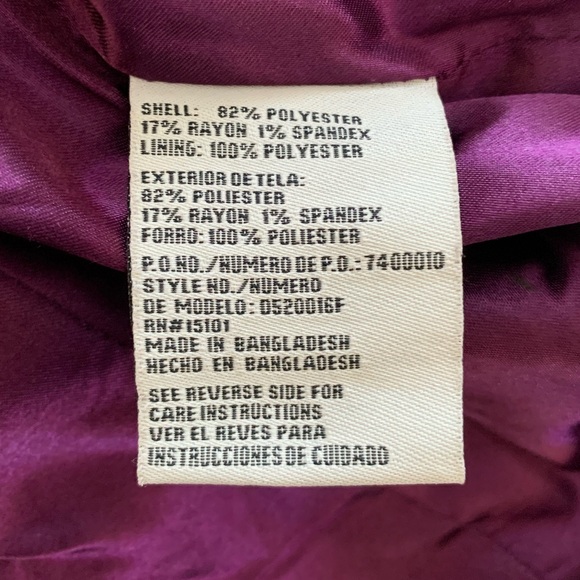 SHELL: 82% POLYESTER
17% RAYON 1% SPANDEX
LINING: 100% POLYESTER
EXTERIOR DE TELA:
82% POLIESTER
17% RAYON 1% SPANDEX
FORRO: 100% POLIESTER
P.O.NO./NUMERO DE P.O.: 7400010
STYLE NO./NUMERO
DE MODELO: 0520016F
RN#15101
MADE IN BANGLADESH
HECHO EN BANGLADESH
SEE REVERSE SIDE FOR
CARE INSTRUCTIONS
VER EL REVES PARA
INSTRUCCIONES DE CUIDADO